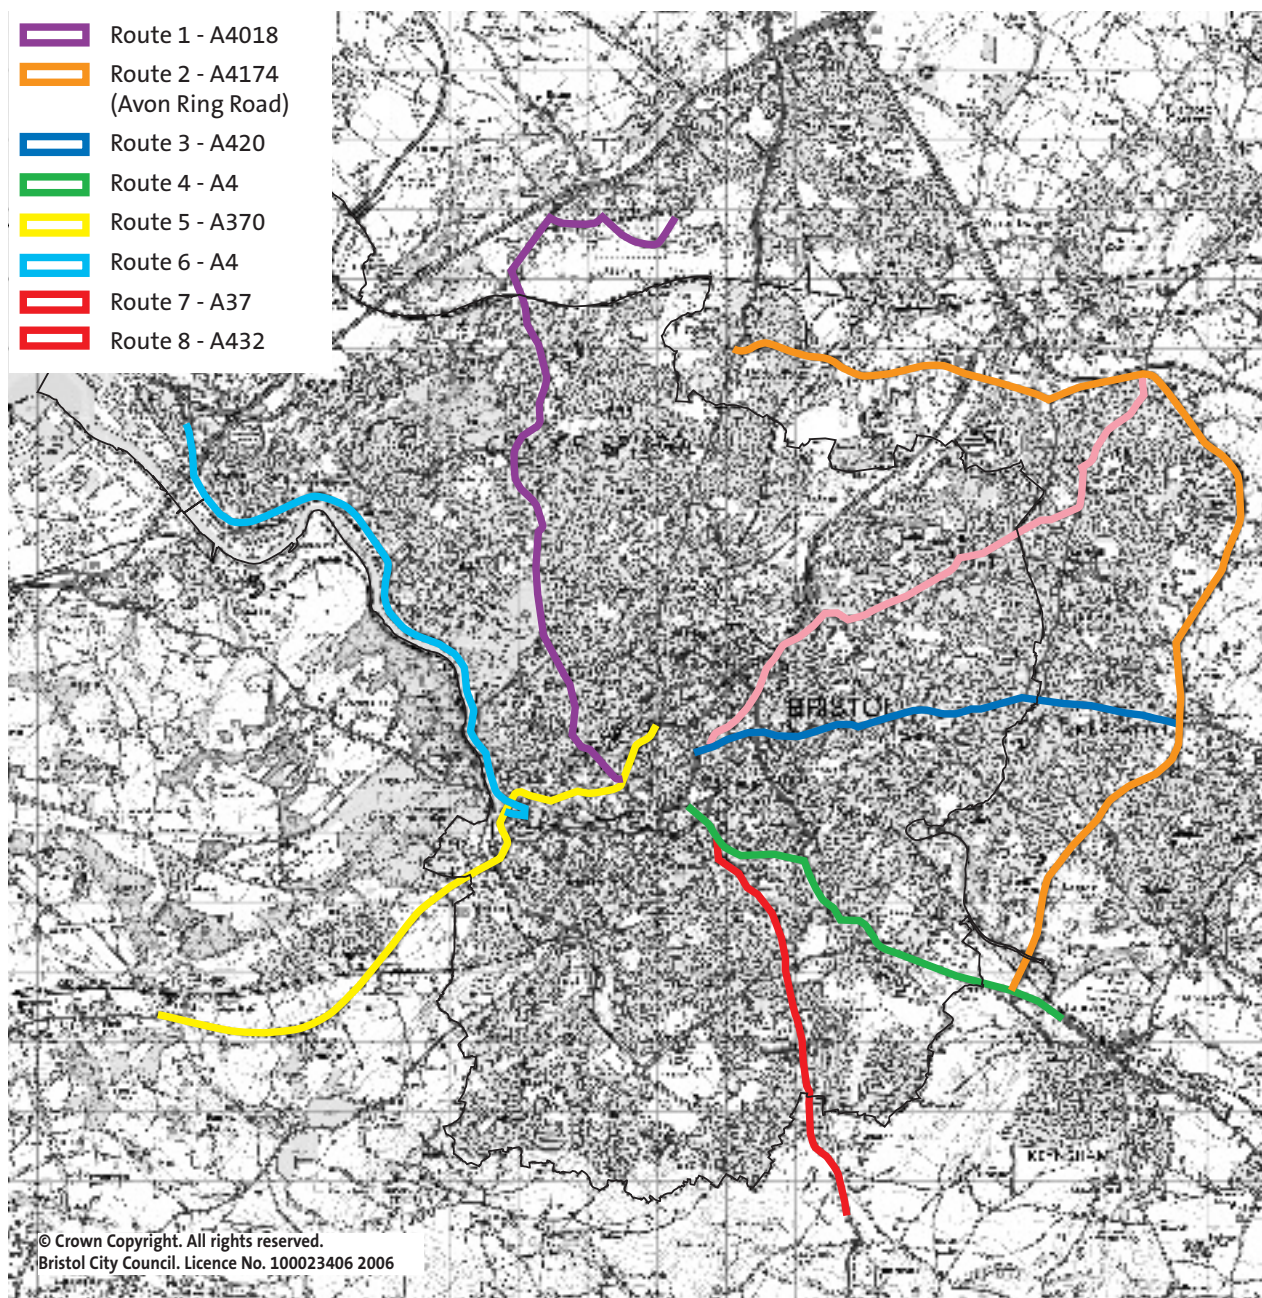 Route 1 - A4018
Route 2 - A4174
(Avon Ring Road)
Route 3 - A420
Route 4 - A4
Route 5 - A370
Route 6 - A4
Route 7 - A37
Route 8 - A432
BRISTOL
© Crown Copyright. All rights reserved.
Bristol City Council. Licence No. 100023406 2006